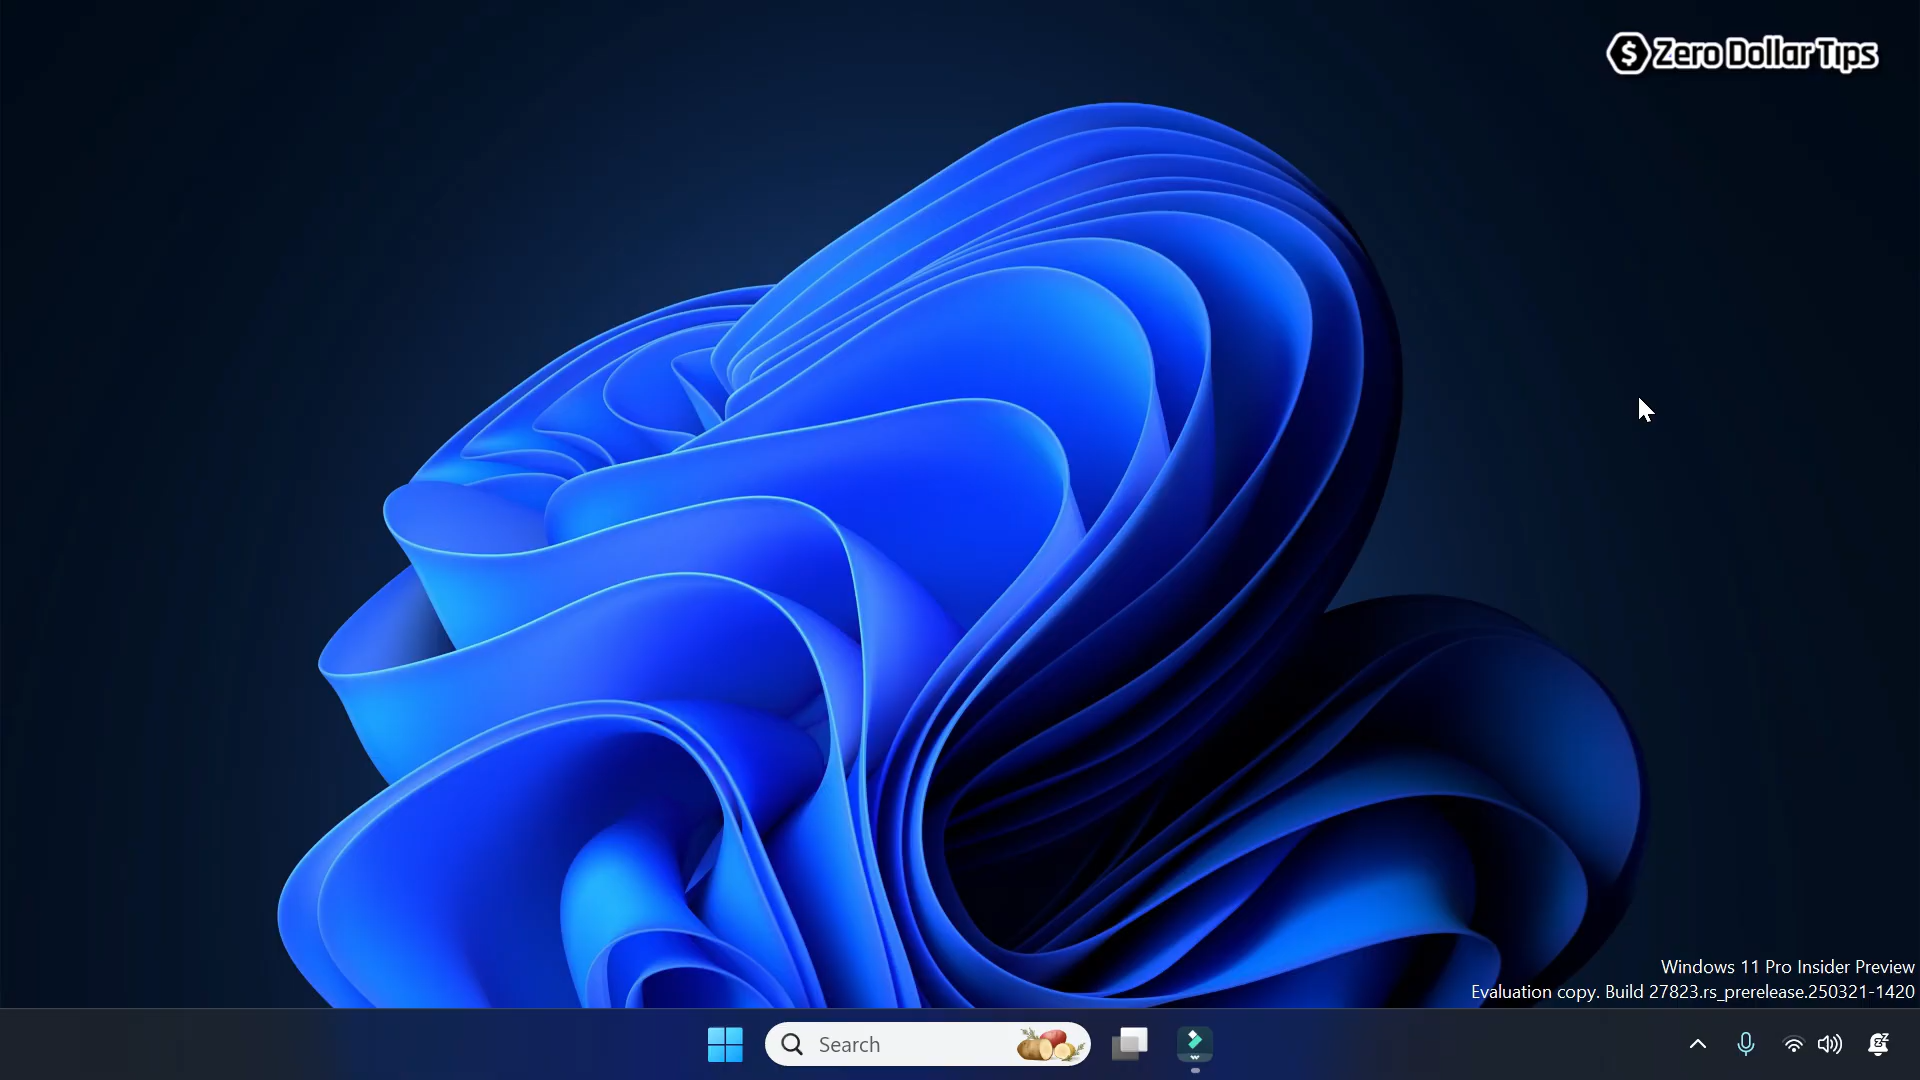 Zero Dollar Tips
Windows 11 Pro Insider Preview
Evaluation copy. Build 27823.rs_prerelease.250321-1420
Search